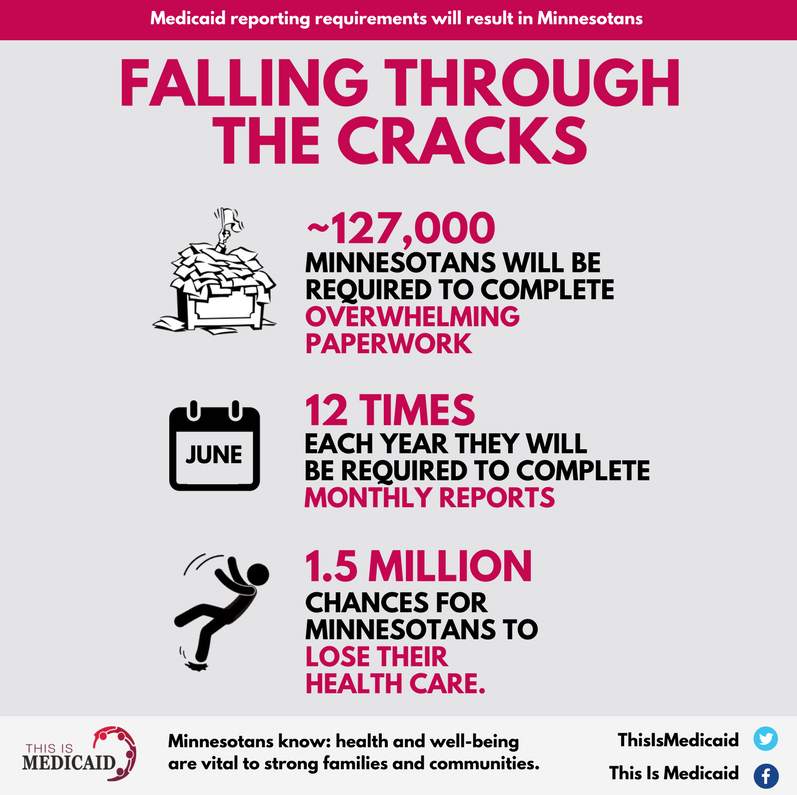 Medicaid reporting requirements will result in Minnesotans
FALLING THROUGH
THE CRACKS
~127,000
MINNESOTANS WILL BE
REQUIRED TO COMPLETE
OVERWHELMING
PAPERWORK
JUNE
12 TIMES
EACH YEAR THEY WILL
BE REQUIRED TO COMPLETE
MONTHLY REPORTS
1.5 MILLION
CHANCES FOR
MINNESOTANS TO
LOSE THEIR
HEALTH CARE.
THIS IS
MEDICAID
Minnesotans know: health and well-being
are vital to strong families and communities.
ThisIsMedicaid
This Is Medicaid